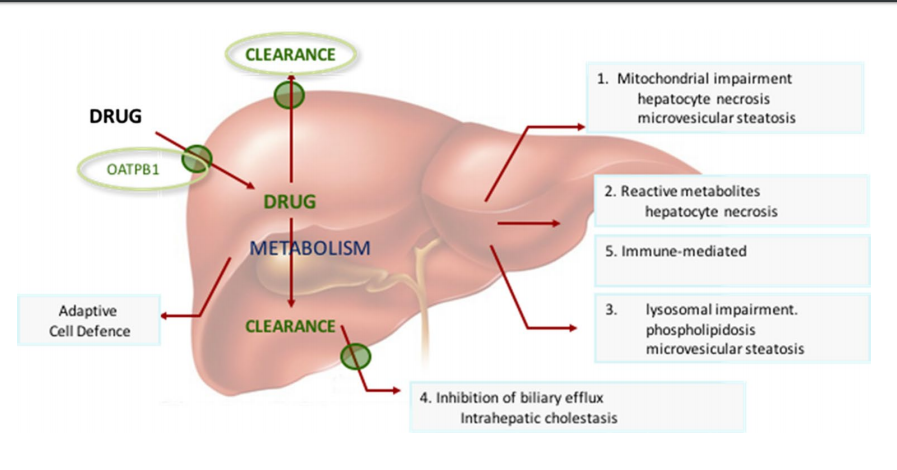 CLEARANCE
DRUG
OATPB1
DRUG
METABOLISM
CLEARANCE
Adaptive
Cell Defence
1. Mitochondrial impairment
hepatocyte necrosis
microvesicular steatosis
2. Reactive metabolites
hepatocyte necrosis
5. Immune-mediated
3. lysosomal impairment.
phospholipidosis
microvesicular steatosis
4. Inhibition of biliary efflux
Intrahepatic cholestasis